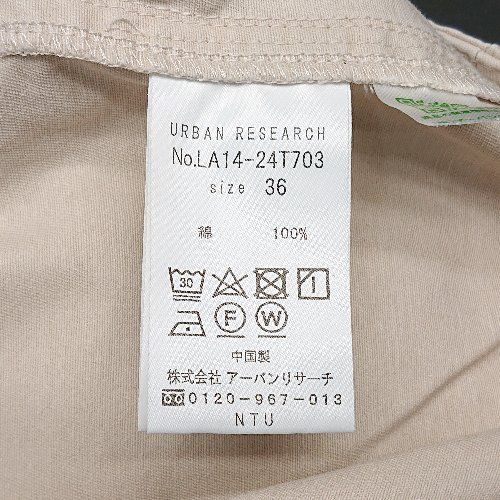 URBAN RESEARCH
No.LA14-24T703
size 36
綿 100%
30
F W
中国製
株式会社 アーバンリサーチ
0120-967-013
NTU